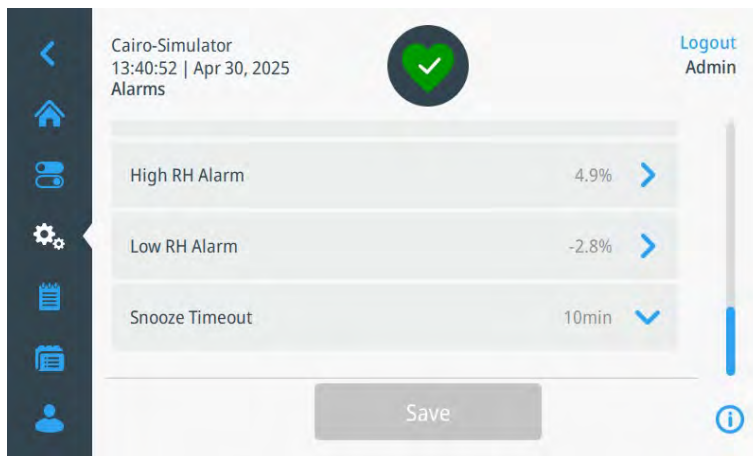 Cairo-Simulator
13:40:52 | Apr 30, 2025
Alarms
Logout
Admin
High RH Alarm 4.9%
Low RH Alarm -2.8%
Snooze Timeout 10min
Save